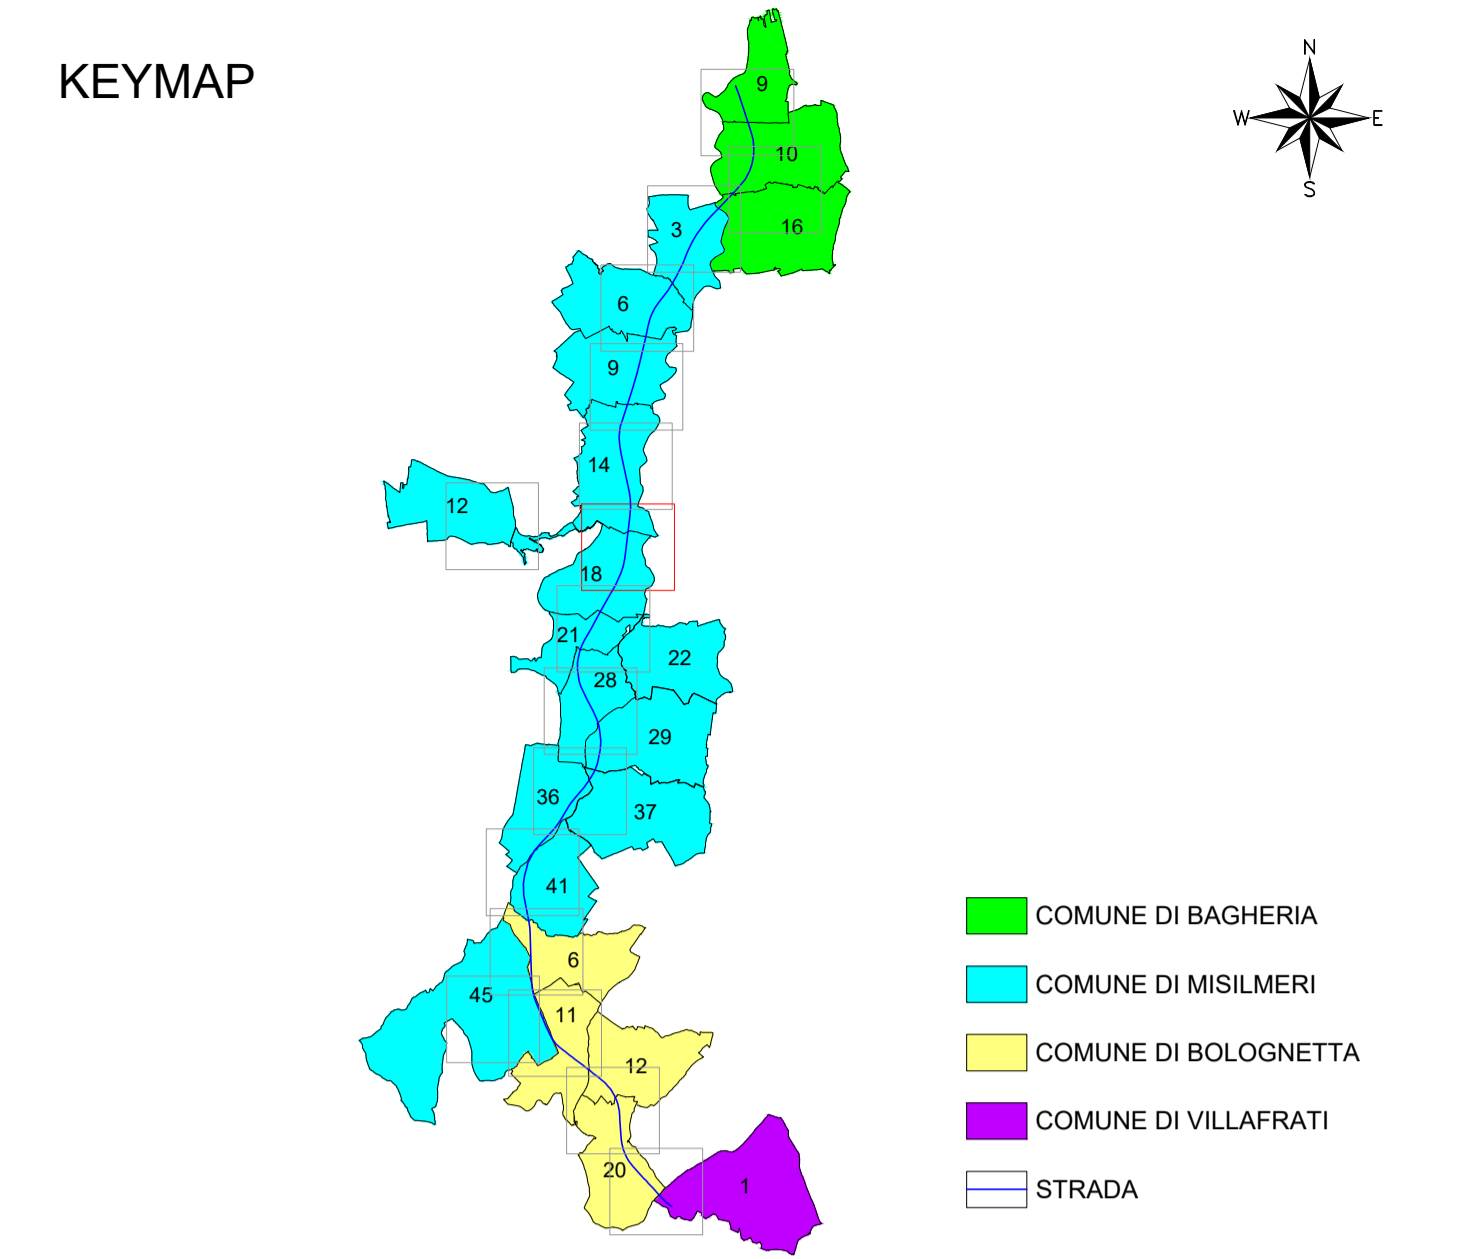 KEYMAP
N
W E
S
9
10
16
3
6
9
14
12
18
21
22
28
29
36
37
41
6
45
11
12
20
1
COMUNE DI BAGHERIA
COMUNE DI MISILMERI
COMUNE DI BOLOGNETTA
COMUNE DI VILLAFRATI
STRADA